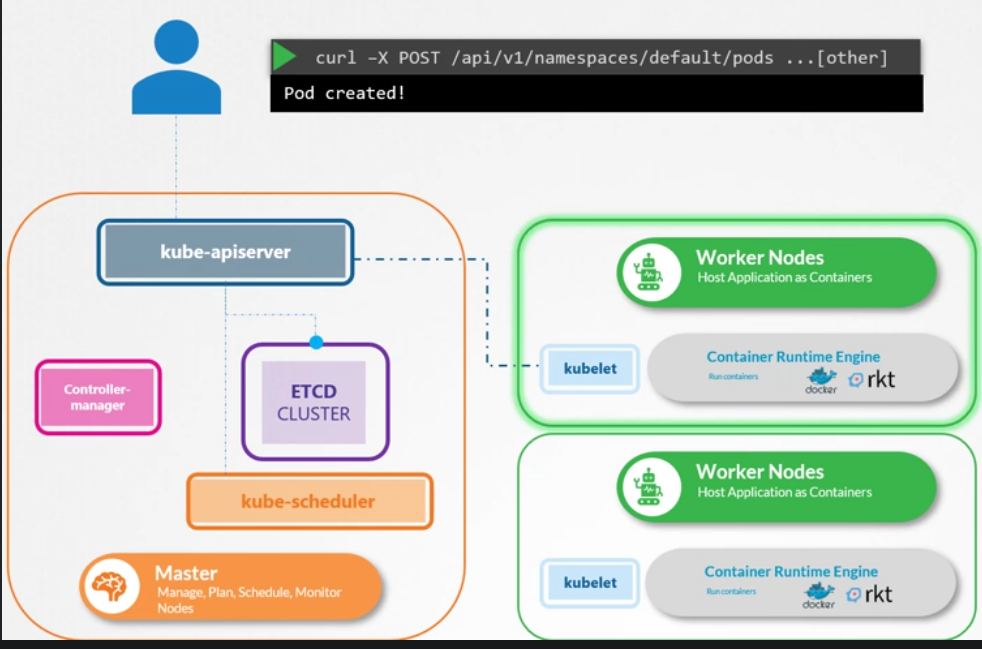 curl –X POST /api/v1/namespaces/default/pods ...[other]
Pod created!
kube-apiserver
Controller-
manager
ETCD
CLUSTER
kube-scheduler
Master
Manage, Plan, Schedule, Monitor
Nodes
Worker Nodes
Host Application as Containers
kubelet
Container Runtime Engine
Run containers
docker
rkt
Worker Nodes
Host Application as Containers
kubelet
Container Runtime Engine
Run containers
docker
rkt